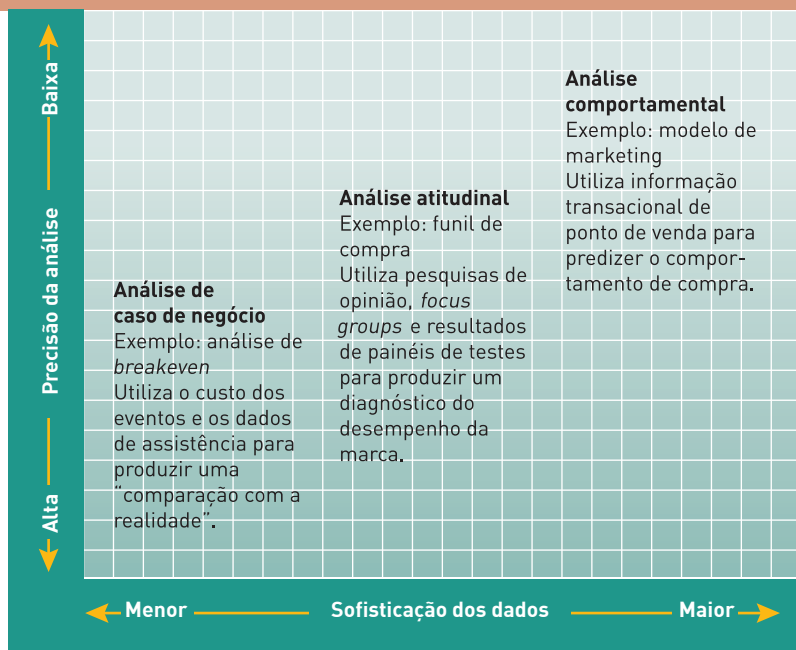 Baixa
Precisão da análise
Alta
Análise
comportamental
Exemplo: modelo de
marketing
Utiliza informação
transacional de
ponto de venda para
predizer o compor-
tamento de compra.
Análise atitudinal
Exemplo: funil de
compra
Utiliza pesquisas de
opinião, focus
groups e resultados
de painéis de testes
para produzir um
diagnóstico do
desempenho da
marca.
Análise de
caso de negócio
Exemplo: análise de
breakeven
Utiliza o custo dos
eventos e os dados
de assistência para
produzir uma
“comparação com a
realidade”.
Menor
Sofisticação dos dados
Maior